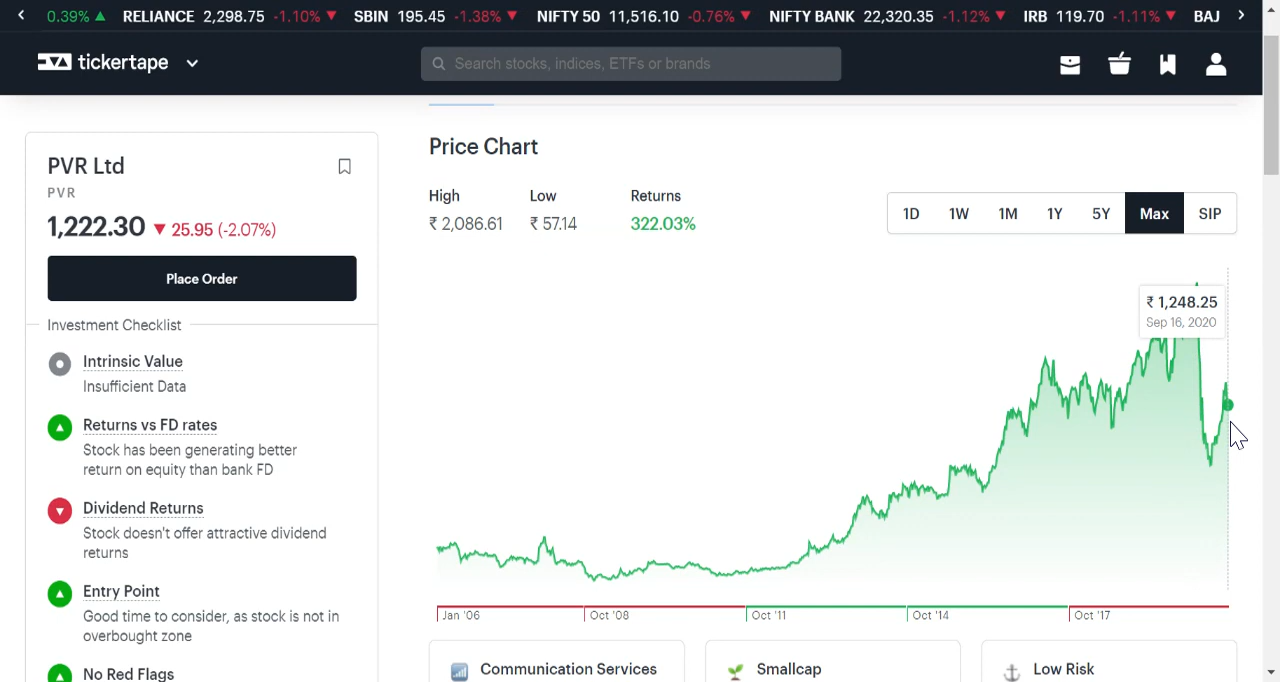 0.39% ▲ RELIANCE 2,298.75 -1.10% ▼ SBIN 195.45 -1.38% ▼ NIFTY 50 11,516.10 -0.76% ▼ NIFTY BANK 22,320.35 -1.12% ▼ IRB 119.70 -1.11% ▼ BAJ
tickertape
Search stocks, indices, ETFs or brands
PVR Ltd
PVR
1,222.30 ▼ 25.95 (-2.07%)
Place Order
Investment Checklist
Intrinsic Value
Insufficient Data
Returns vs FD rates
Stock has been generating better
return on equity than bank FD
Dividend Returns
Stock doesn't offer attractive dividend
returns
Entry Point
Good time to consider, as stock is not in
overbought zone
No Red Flags
Price Chart
High Low Returns
₹ 2,086.61 ₹ 57.14 322.03%
1D 1W 1M 1Y 5Y Max SIP
₹ 1,248.25
Sep 16, 2020
Jan '06 Oct '08 Oct '11 Oct '14 Oct '17
Communication Services Smallcap Low Risk